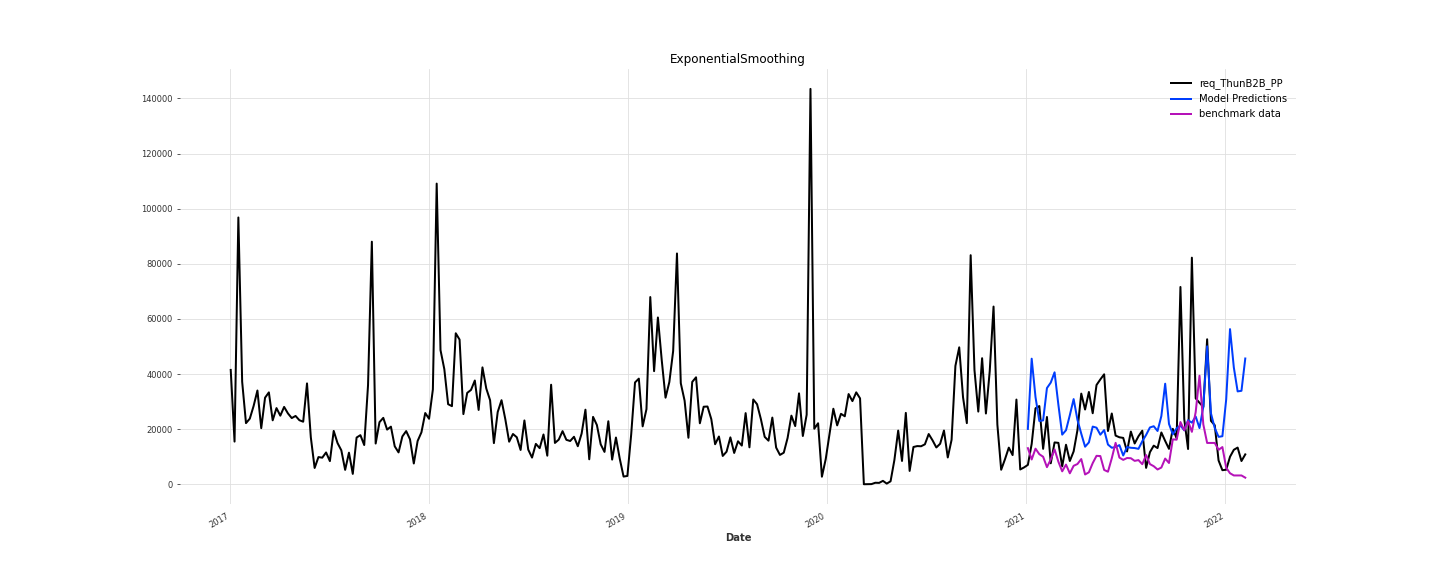 ExponentialSmoothing
req_ThunB2B_PP
Model Predictions
benchmark data
140000
120000
100000
80000
60000
40000
20000
0
2017
2018
2019
2020
2021
2022
Date